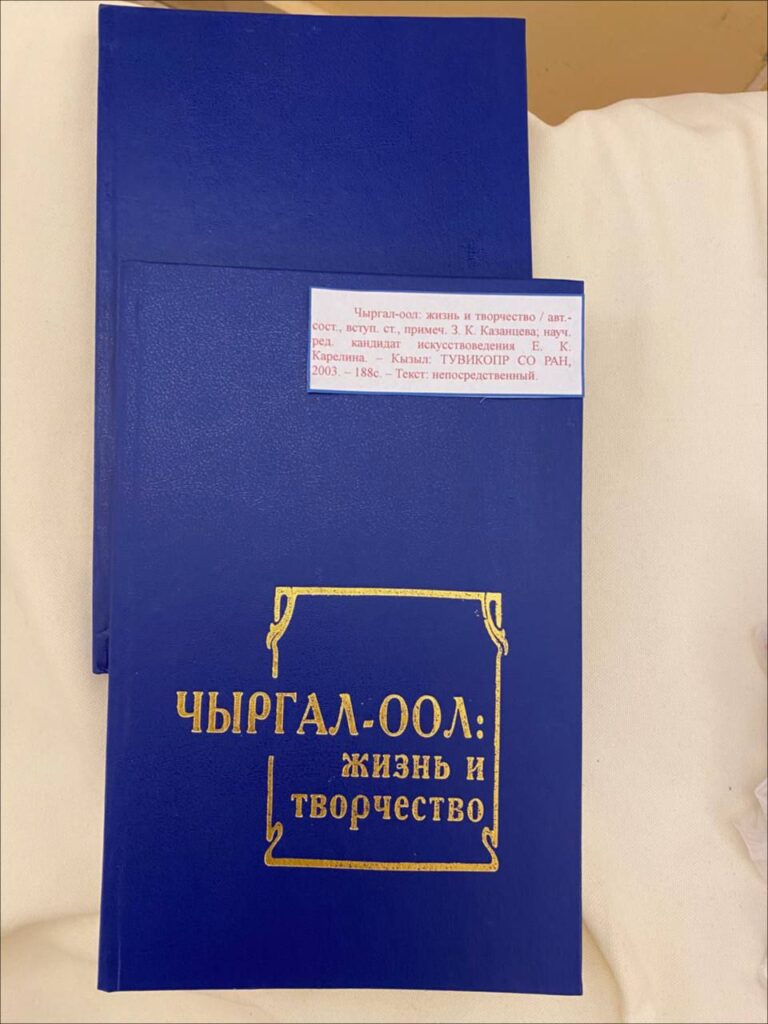 Чыргал-оол: жизнь и творчество / авт.-
сост., вступ. ст., примеч. З. К. Казанцева; науч.
ред. кандидат искусствоведения Е. К.
Карелина. – Кызыл: ТУВИКОПР СО РАН,
2003. – 188с. – Текст: непосредственный.
ЧЫРГАЛ-ООЛ:
жизнь и
творчество